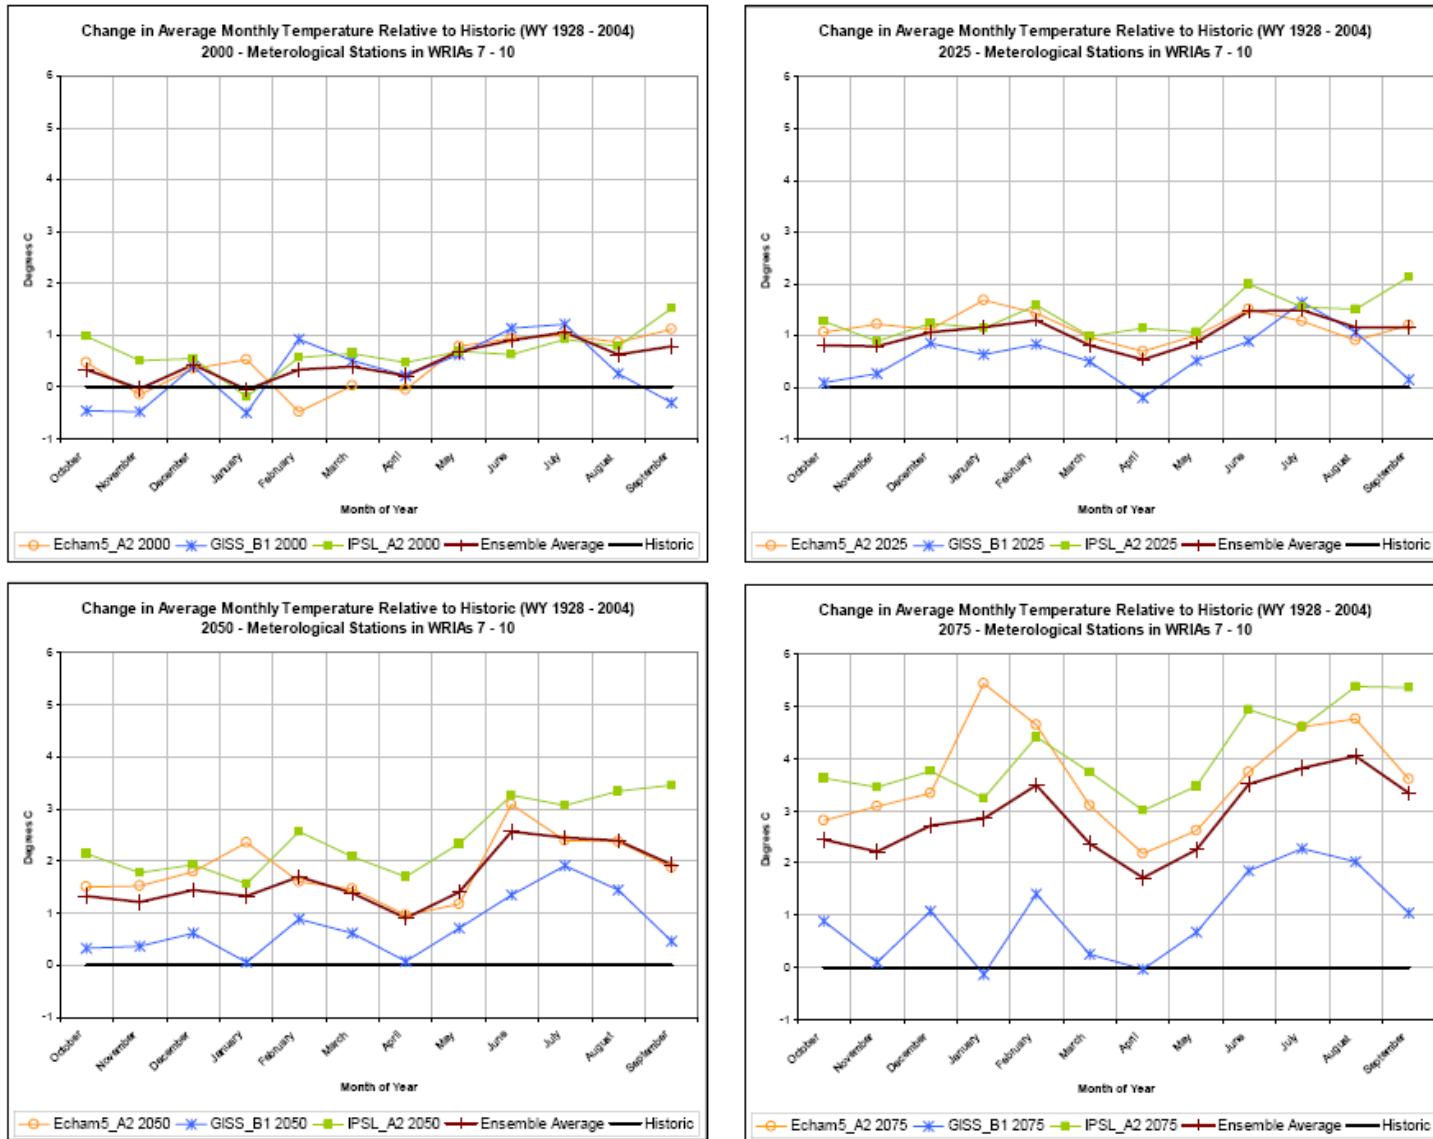 Change in Average Monthly Temperature Relative to Historic (WY 1928 - 2004)
2000 - Meterological Stations in WRIAs 7 - 10
6
5
4
3
2
1
0
-1
Degrees C
October
November
December
January
February
March
April
May
June
July
August
September
Month of Year
Echam5_A2 2000
GISS_B1 2000
IPSL_A2 2000
Ensemble Average
Historic
Change in Average Monthly Temperature Relative to Historic (WY 1928 - 2004)
2025 - Meterological Stations in WRIAs 7 - 10
6
5
4
3
2
1
0
-1
Degrees C
October
November
December
January
February
March
April
May
June
July
August
September
Month of Year
Echam5_A2 2025
GISS_B1 2025
IPSL_A2 2025
Ensemble Average
Historic
Change in Average Monthly Temperature Relative to Historic (WY 1928 - 2004)
2050 - Meterological Stations in WRIAs 7 - 10
6
5
4
3
2
1
0
-1
Degrees C
October
November
December
January
February
March
April
May
June
July
August
September
Month of Year
Echam5_A2 2050
GISS_B1 2050
IPSL_A2 2050
Ensemble Average
Historic
Change in Average Monthly Temperature Relative to Historic (WY 1928 - 2004)
2075 - Meterological Stations in WRIAs 7 - 10
6
5
4
3
2
1
0
-1
Degrees C
October
November
December
January
February
March
April
May
June
July
August
September
Month of Year
Echam5_A2 2075
GISS_B1 2075
IPSL_A2 2075
Ensemble Average
Historic